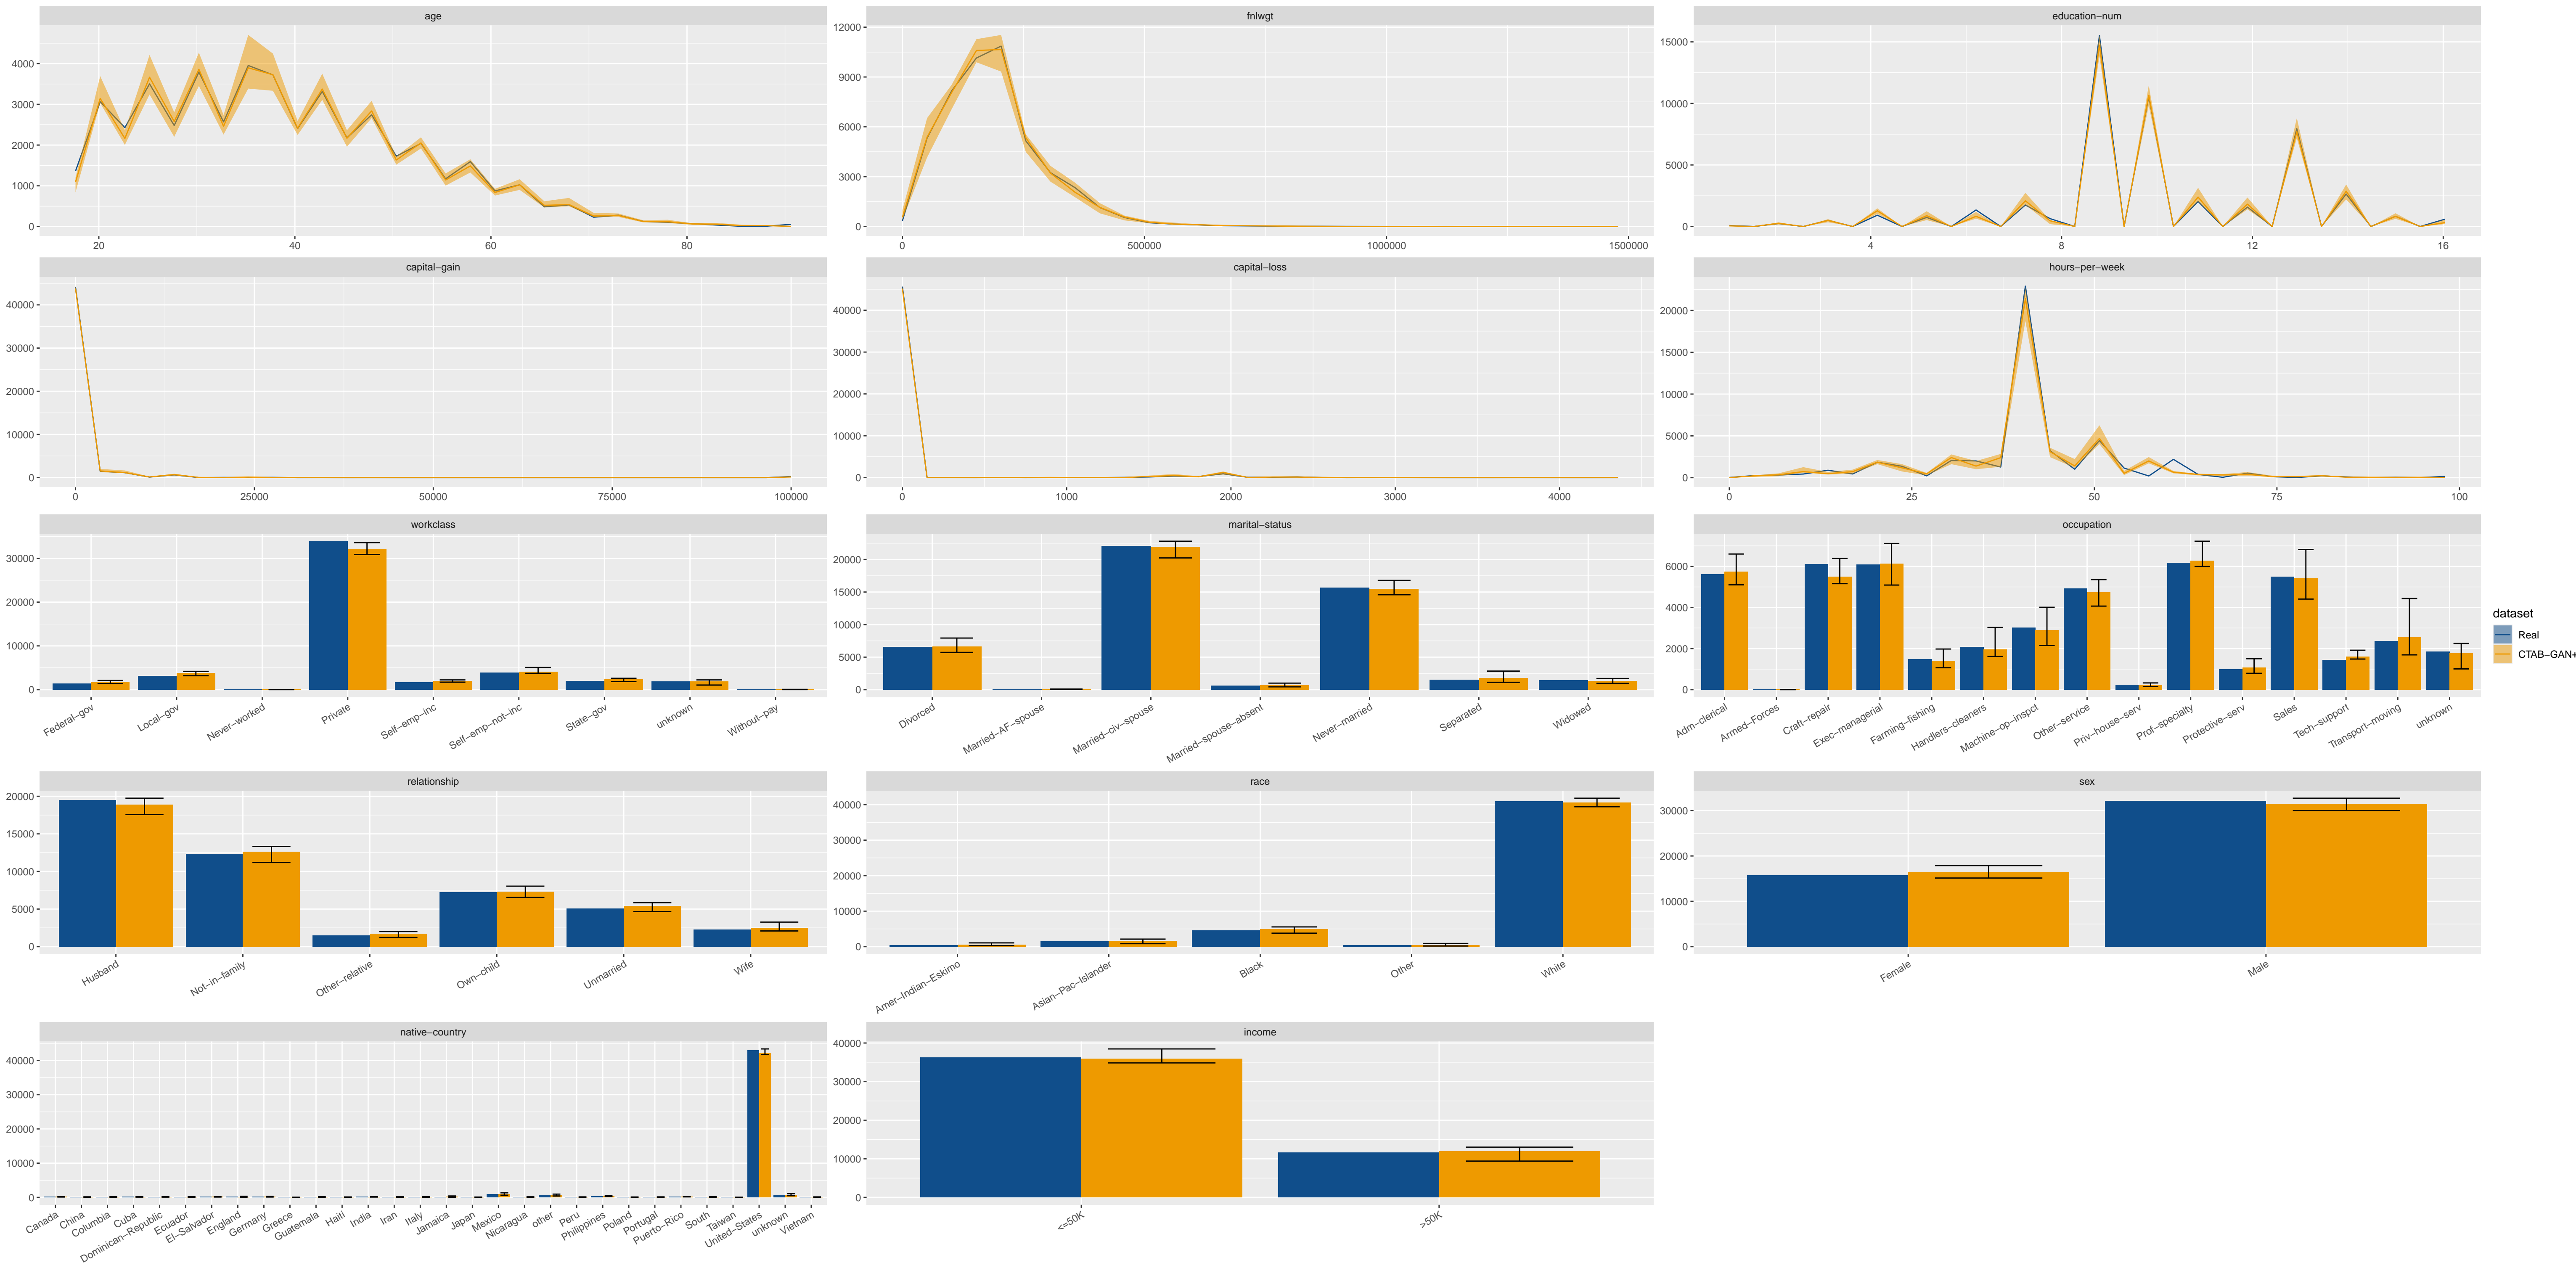 age
fnlwgt
education−num
4000
3000
2000
1000
0
20
40
60
80
12000
9000
6000
3000
0
0
500000
1000000
1500000
15000
10000
5000
0
4
8
12
16
capital−gain
capital−loss
hours−per−week
40000
30000
20000
10000
0
0
25000
50000
75000
100000
40000
30000
20000
10000
0
0
1000
2000
3000
4000
20000
15000
10000
5000
0
0
25
50
75
100
workclass
marital−status
occupation
30000
20000
10000
0
Federal−gov
Local−gov
Never−worked
Private
Self−emp−inc
Self−emp−not−inc
State−gov
unknown
Without−pay
20000
15000
10000
5000
0
Divorced
Married−AF−spouse
Married−civ−spouse
Married−spouse−absent
Never−married
Separated
Widowed
6000
4000
2000
0
Adm−clerical
Armed−Forces
Craft−repair
Exec−managerial
Farming−fishing
Handlers−cleaners
Machine−op−inspct
Other−service
Priv−house−serv
Prof−specialty
Protective−serv
Sales
Tech−support
Transport−moving
unknown
dataset
Real
CTAB−GAN+
relationship
race
sex
20000
15000
10000
5000
0
Husband
Not−in−family
Other−relative
Own−child
Unmarried
Wife
40000
30000
20000
10000
0
Amer−Indian−Eskimo
Asian−Pac−Islander
Black
Other
White
30000
20000
10000
0
Female
Male
native−country
income
40000
30000
20000
10000
0
Canada
China
Columbia
Cuba
Dominican−Republic
Ecuador
El−Salvador
England
Germany
Greece
Guatemala
Haiti
India
Iran
Italy
Jamaica
Japan
Mexico
Nicaragua
other
Peru
Philippines
Poland
Portugal
Puerto−Rico
South
Taiwan
United−States
unknown
Vietnam
40000
30000
20000
10000
0
<=50K
>50K